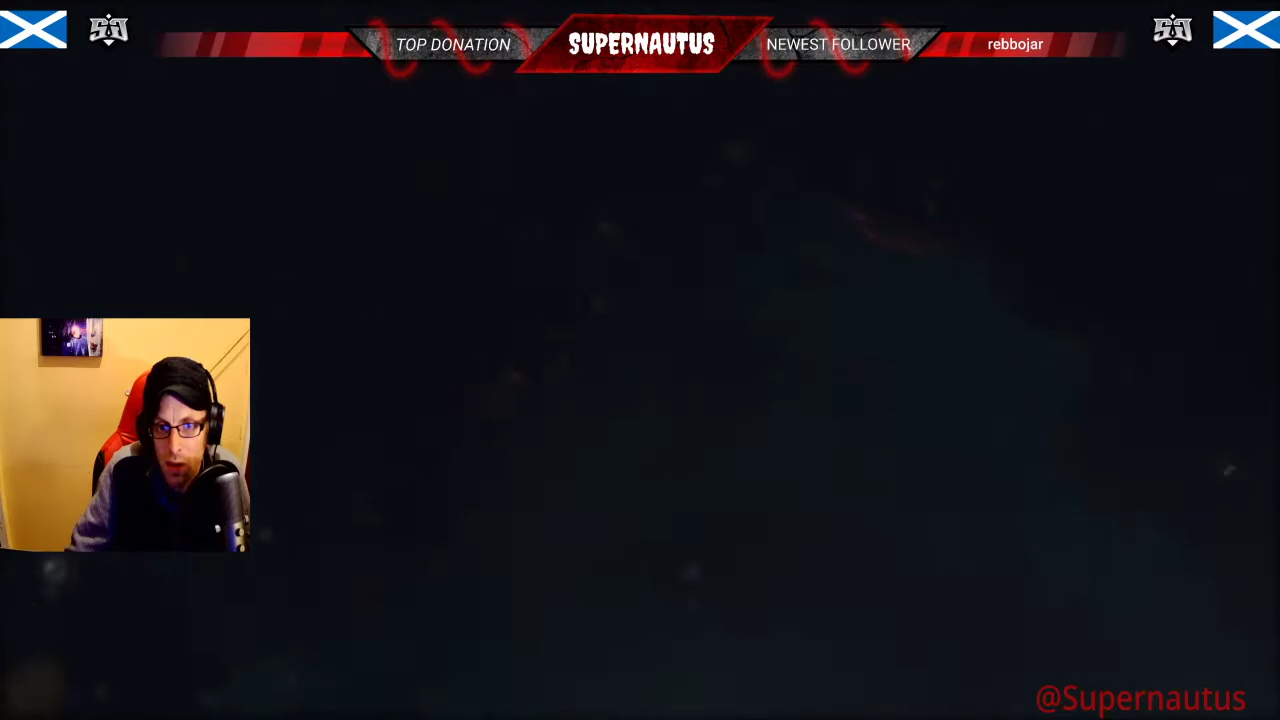 TOP DONATION
SUPERNAUTUS
NEWEST FOLLOWER
rebbojar
@Supernautus